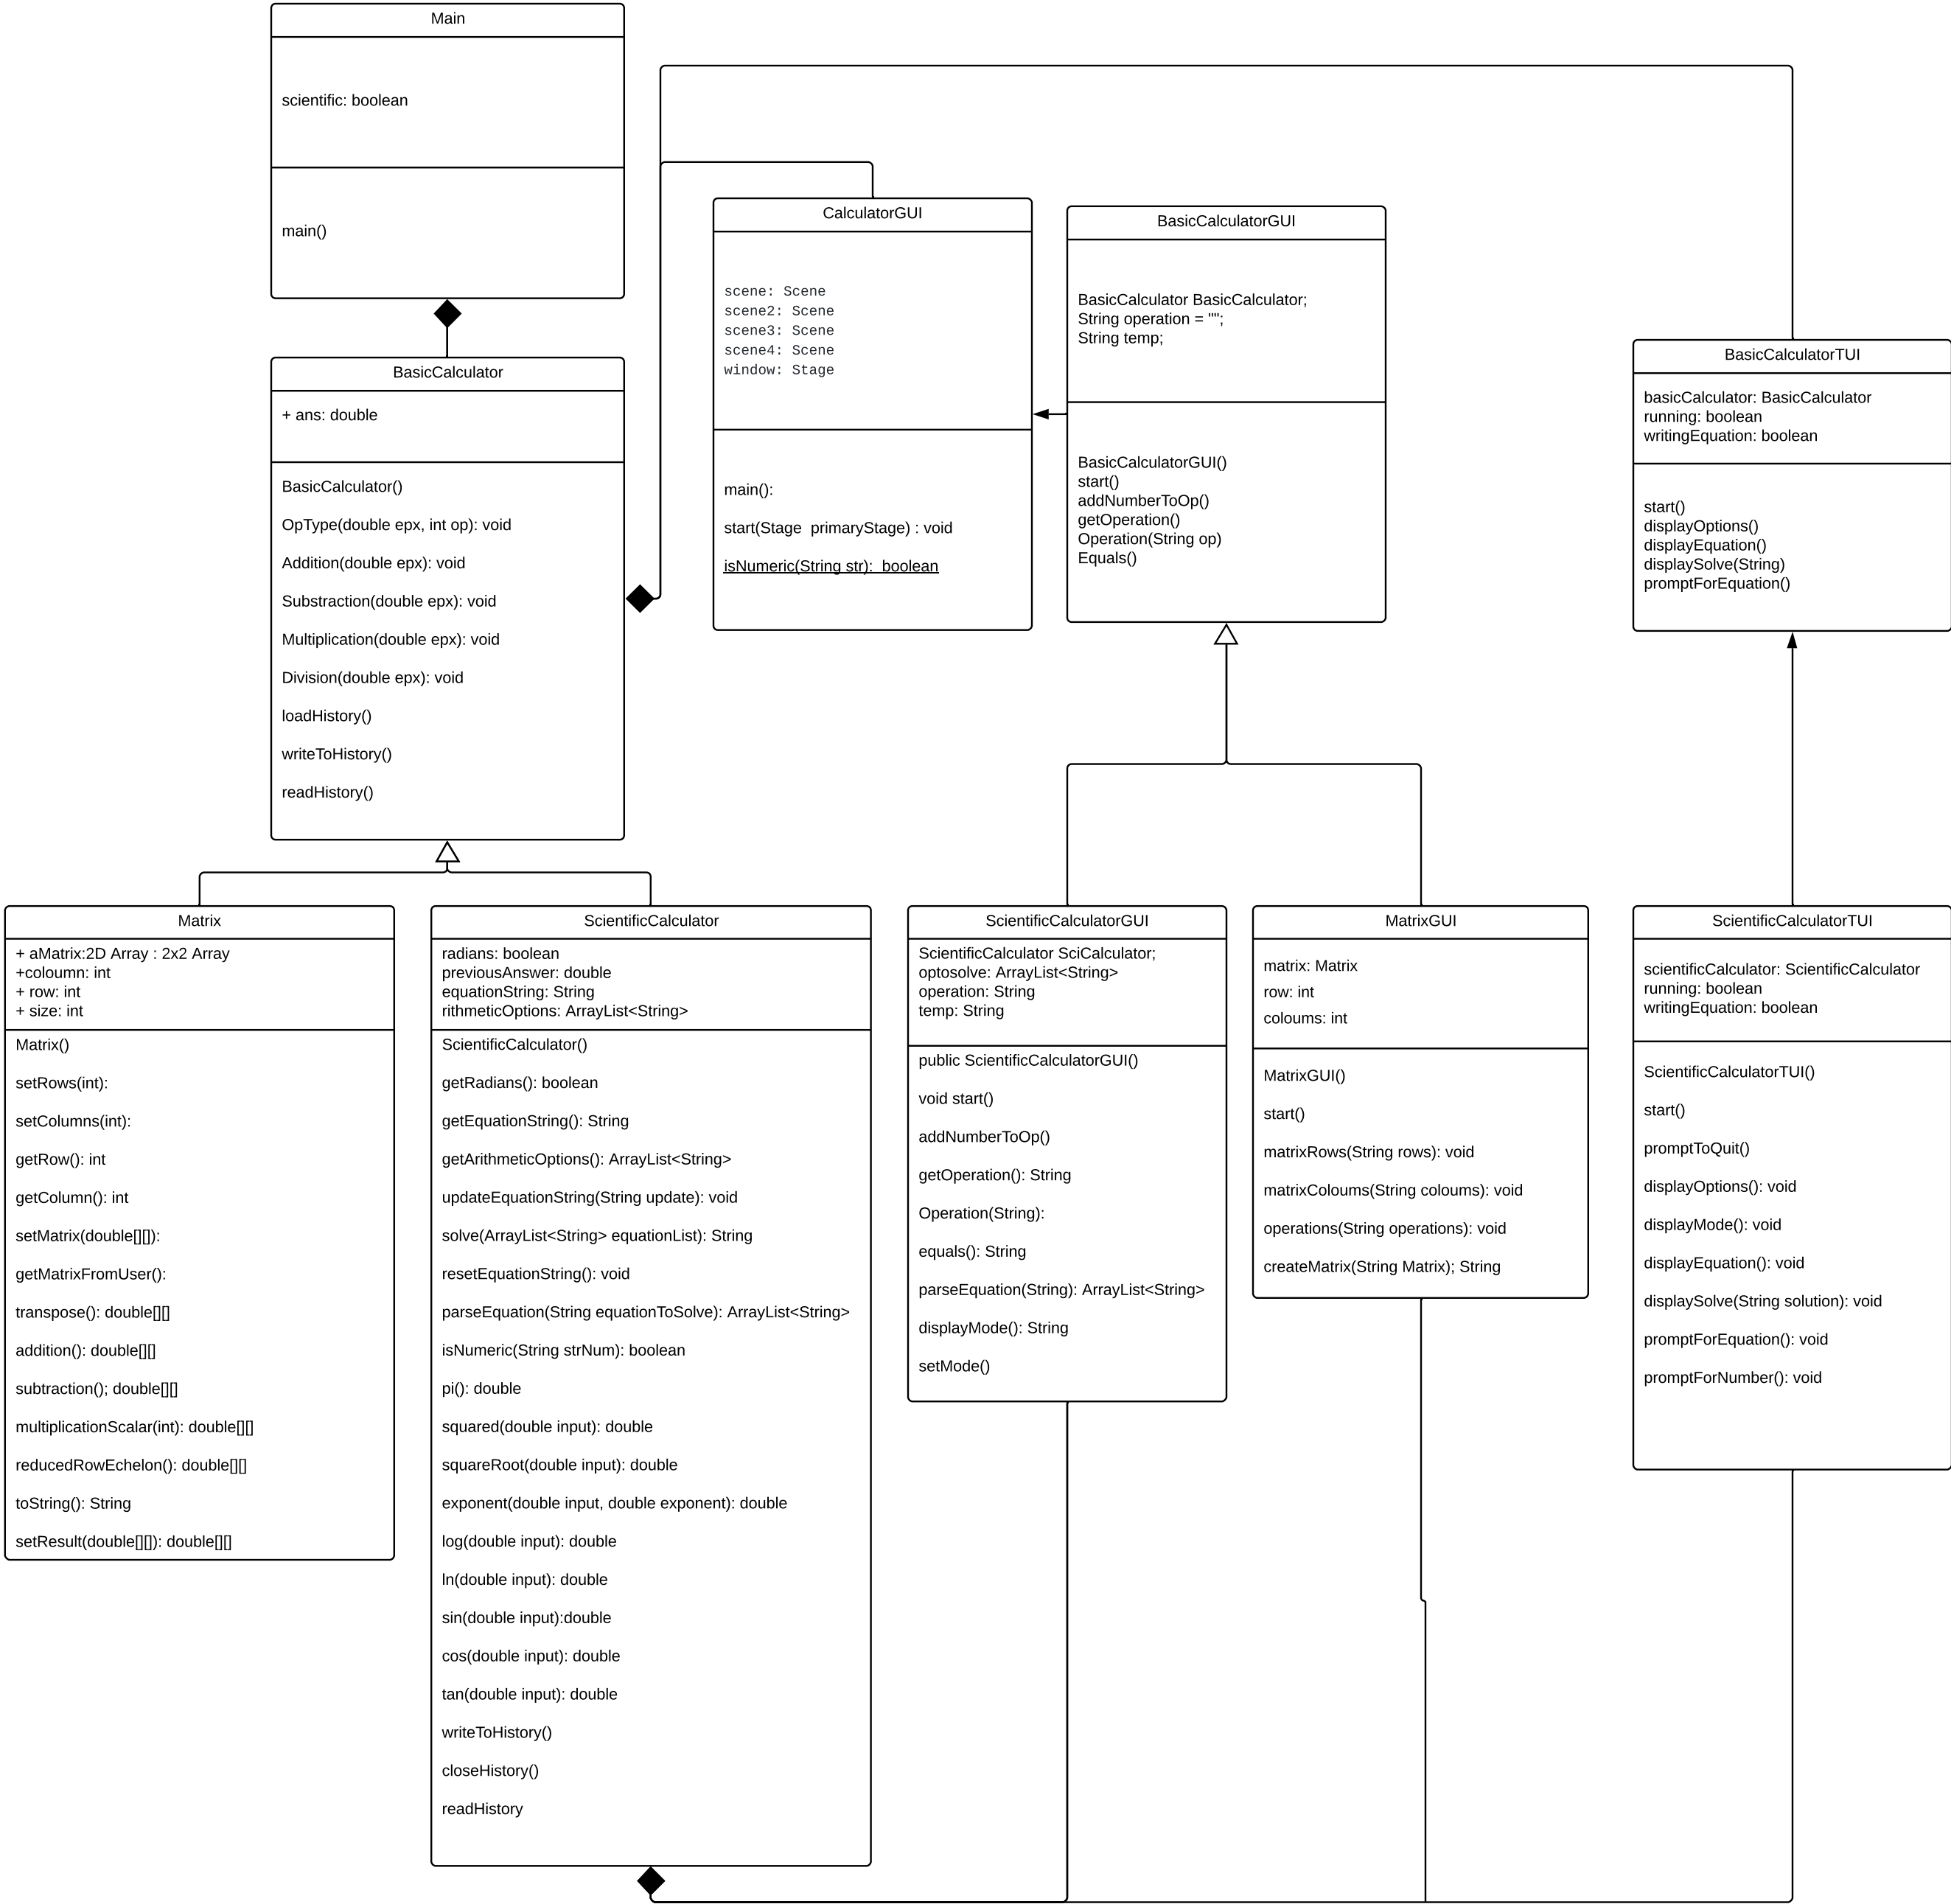 Main
scientific: boolean
main()
BasicCalculator
+ ans: double
BasicCalculator()
OpType(double epx, int op): void
Addition(double epx): void
Substraction(double epx): void
Multiplication(double epx): void
Division(double epx): void
loadHistory()
writeToHistory()
readHistory()
CalculatorGUI
scene: Scene
scene2: Scene
scene3: Scene
scene4: Scene
window: Stage
main():
start(Stage  primaryStage) : void
isNumeric(String str):  boolean
BasicCalculatorGUI
BasicCalculator BasicCalculator;
String operation = "";
String temp;
BasicCalculatorGUI()
start()
addNumberToOp()
getOperation()
Operation(String op)
Equals()
BasicCalculatorTUI
basicCalculator: BasicCalculator
running: boolean
writingEquation: boolean
start()
displayOptions()
displayEquation()
displaySolve(String)
promptForEquation()
Matrix
+ aMatrix:2D Array : 2x2 Array
+coloumn: int
+ row: int
+ size: int
Matrix()
setRows(int):
setColumns(int):
getRow(): int
getColumn(): int
setMatrix(double[][]):
getMatrixFromUser():
transpose(): double[][]
addition(): double[][]
subtraction(); double[][]
multiplicationScalar(int): double[][]
reducedRowEchelon(): double[][]
toString(): String
setResult(double[][]): double[][]
ScientificCalculator
radians: boolean
previousAnswer: double
equationString: String
rithmeticOptions: ArrayList<String>
ScientificCalculator()
getRadians(): boolean
getEquationString(): String
getArithmeticOptions(): ArrayList<String>
updateEquationString(String update): void
solve(ArrayList<String> equationList): String
resetEquationString(): void
parseEquation(String equationToSolve): ArrayList<String>
isNumeric(String strNum): boolean
pi(): double
squared(double input): double
squareRoot(double input): double
exponent(double input, double exponent): double
log(double input): double
ln(double input): double
sin(double input):double
cos(double input): double
tan(double input): double
writeToHistory()
closeHistory()
readHistory
ScientificCalculatorGUI
ScientificCalculator SciCalculator;
optosolve: ArrayList<String>
operation: String
temp: String
public ScientificCalculatorGUI()
void start()
addNumberToOp()
getOperation(): String
Operation(String):
equals(): String
parseEquation(String): ArrayList<String>
displayMode(): String
setMode()
MatrixGUI
matrix: Matrix
row: int
coloums: int
MatrixGUI()
start()
matrixRows(String rows): void
matrixColoums(String coloums): void
operations(String operations): void
createMatrix(String Matrix); String
ScientificCalculatorTUI
scientificCalculator: ScientificCalculator
running: boolean
writingEquation: boolean
ScientificCalculatorTUI()
start()
promptToQuit()
displayOptions(): void
displayMode(): void
displayEquation(): void
displaySolve(String solution): void
promptForEquation(): void
promptForNumber(): void